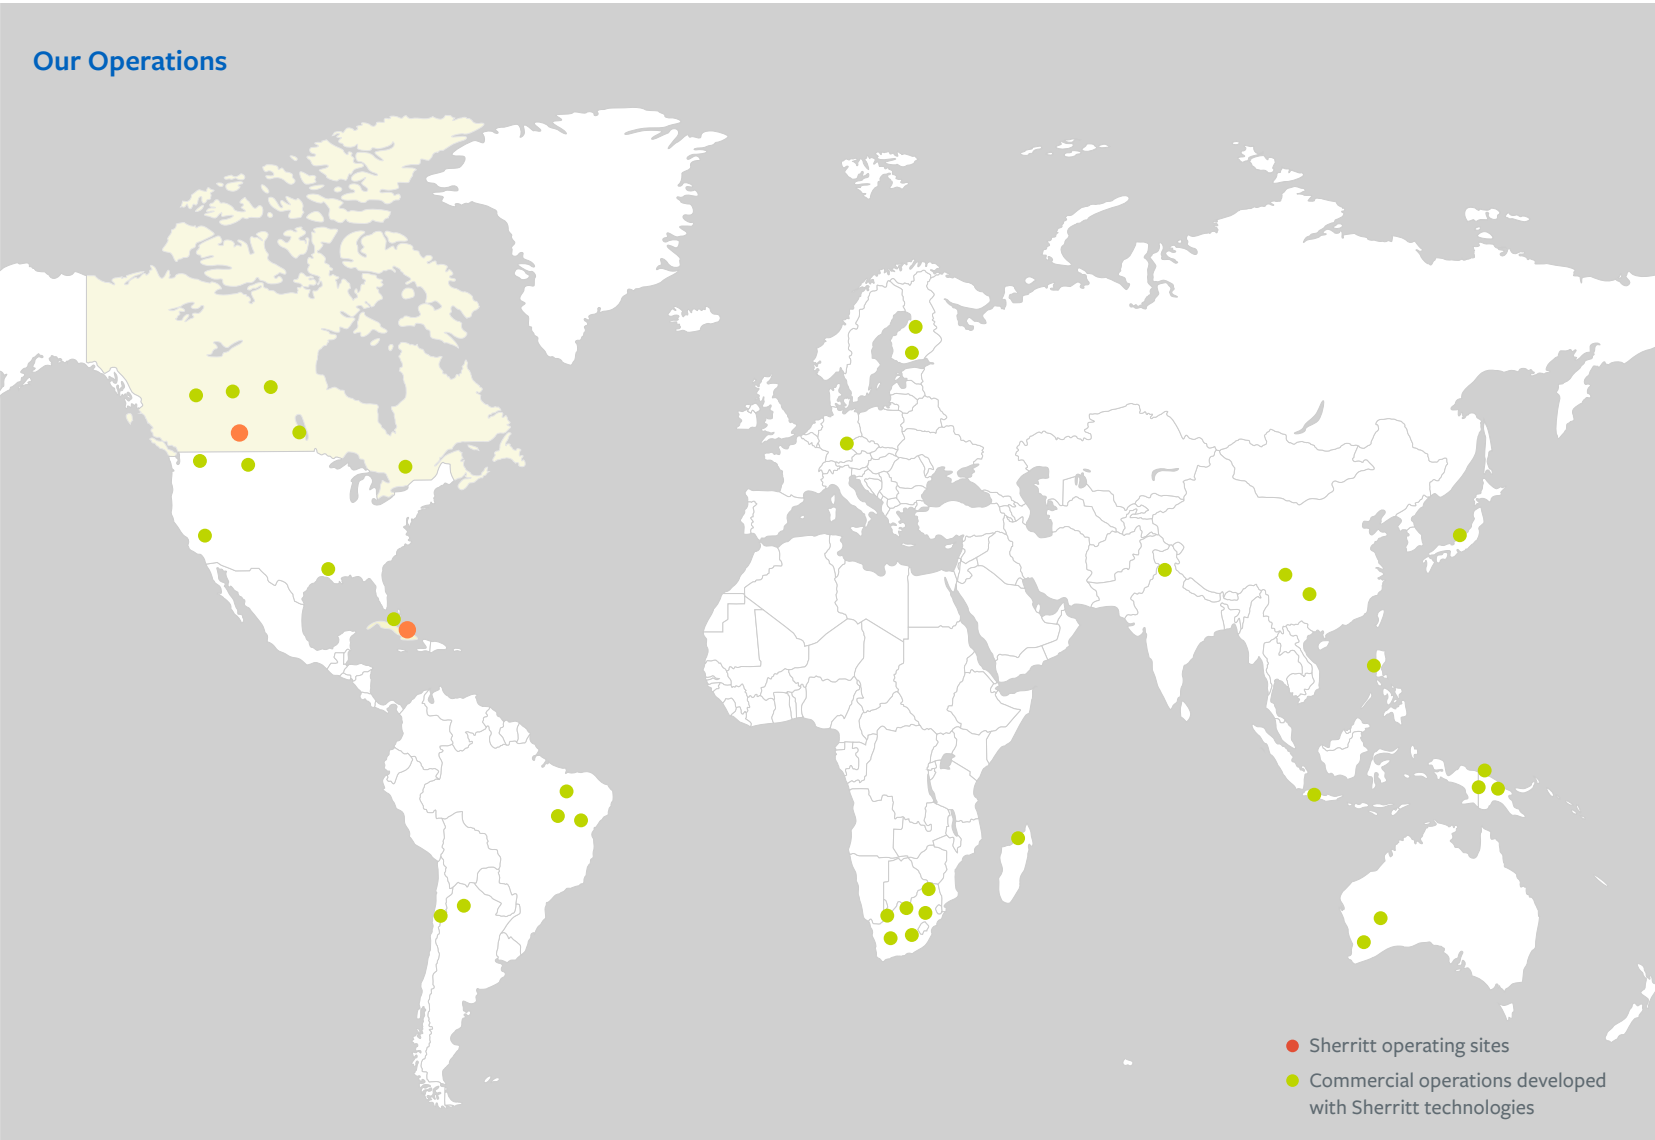 Our Operations
Sherritt operating sites
Commercial operations developed
with Sherritt technologies